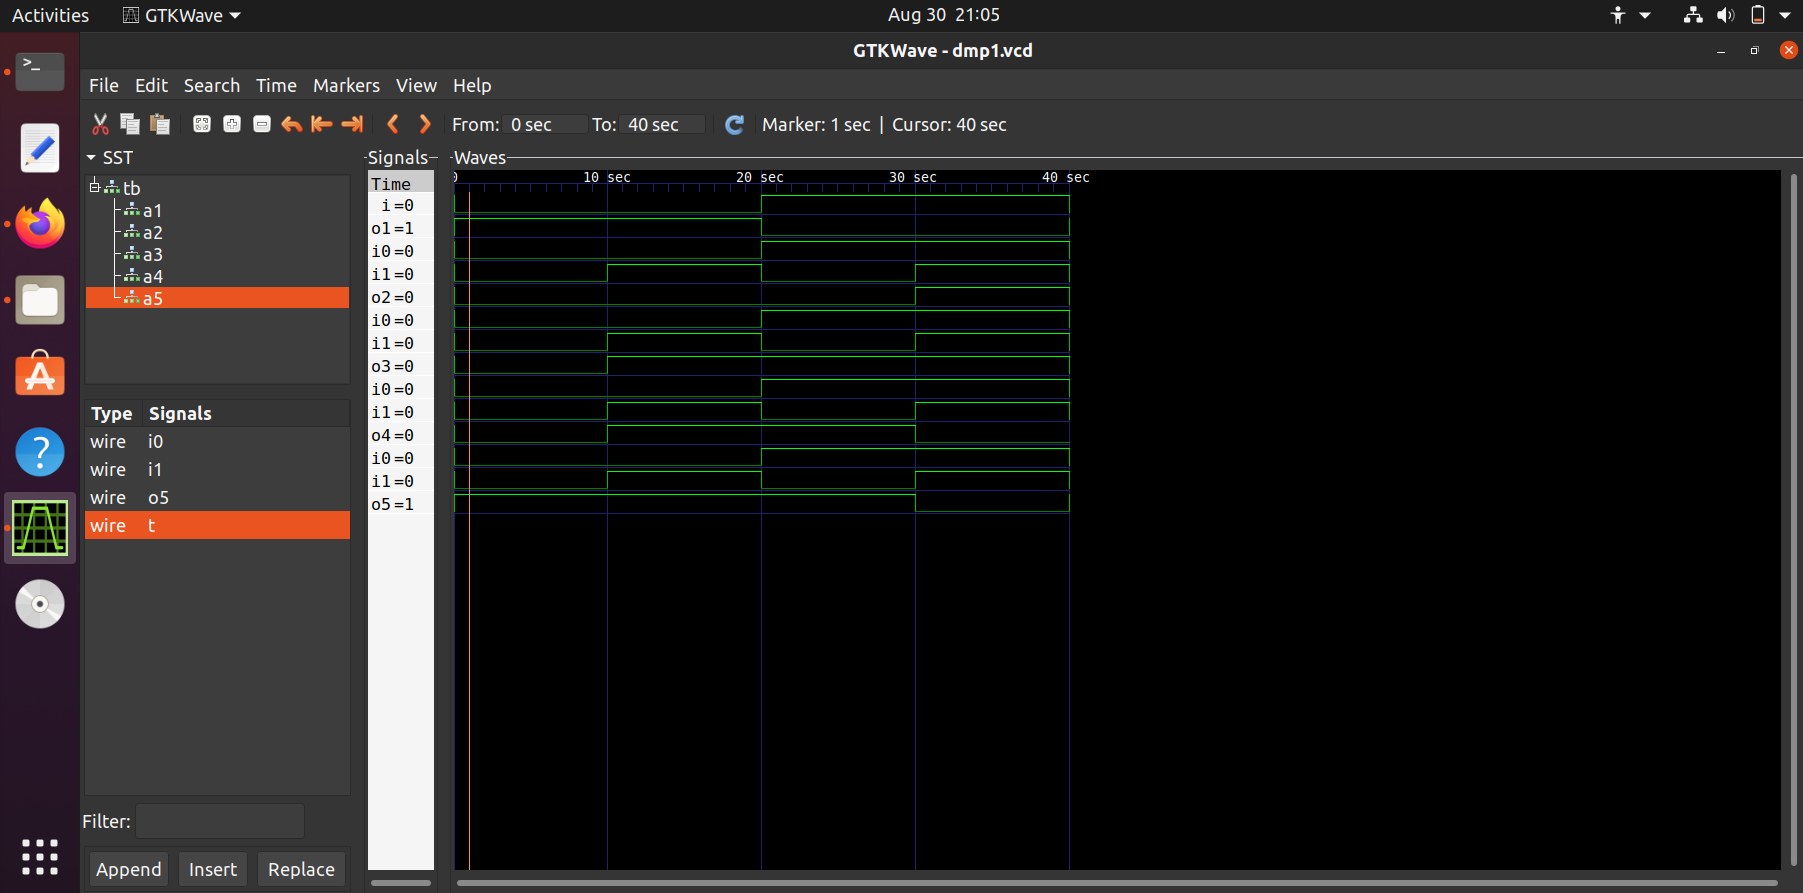 Activities GTKWave Aug 30 21:05
GTKWave - dmp1.vcd
File Edit Search Time Markers View Help
From: 0 sec To: 40 sec Marker: 1 sec | Cursor: 40 sec
SST
tb
a1
a2
a3
a4
a5
Type Signals
wire i0
wire i1
wire o5
wire t
Filter:
Append Insert Replace
Signals
Time
i=0
o1=1
i0=0
i1=0
o2=0
i0=0
i1=0
o3=0
i0=0
i1=0
o4=0
i0=0
i1=0
o5=1
Waves
0 10 sec 20 sec 30 sec 40 sec